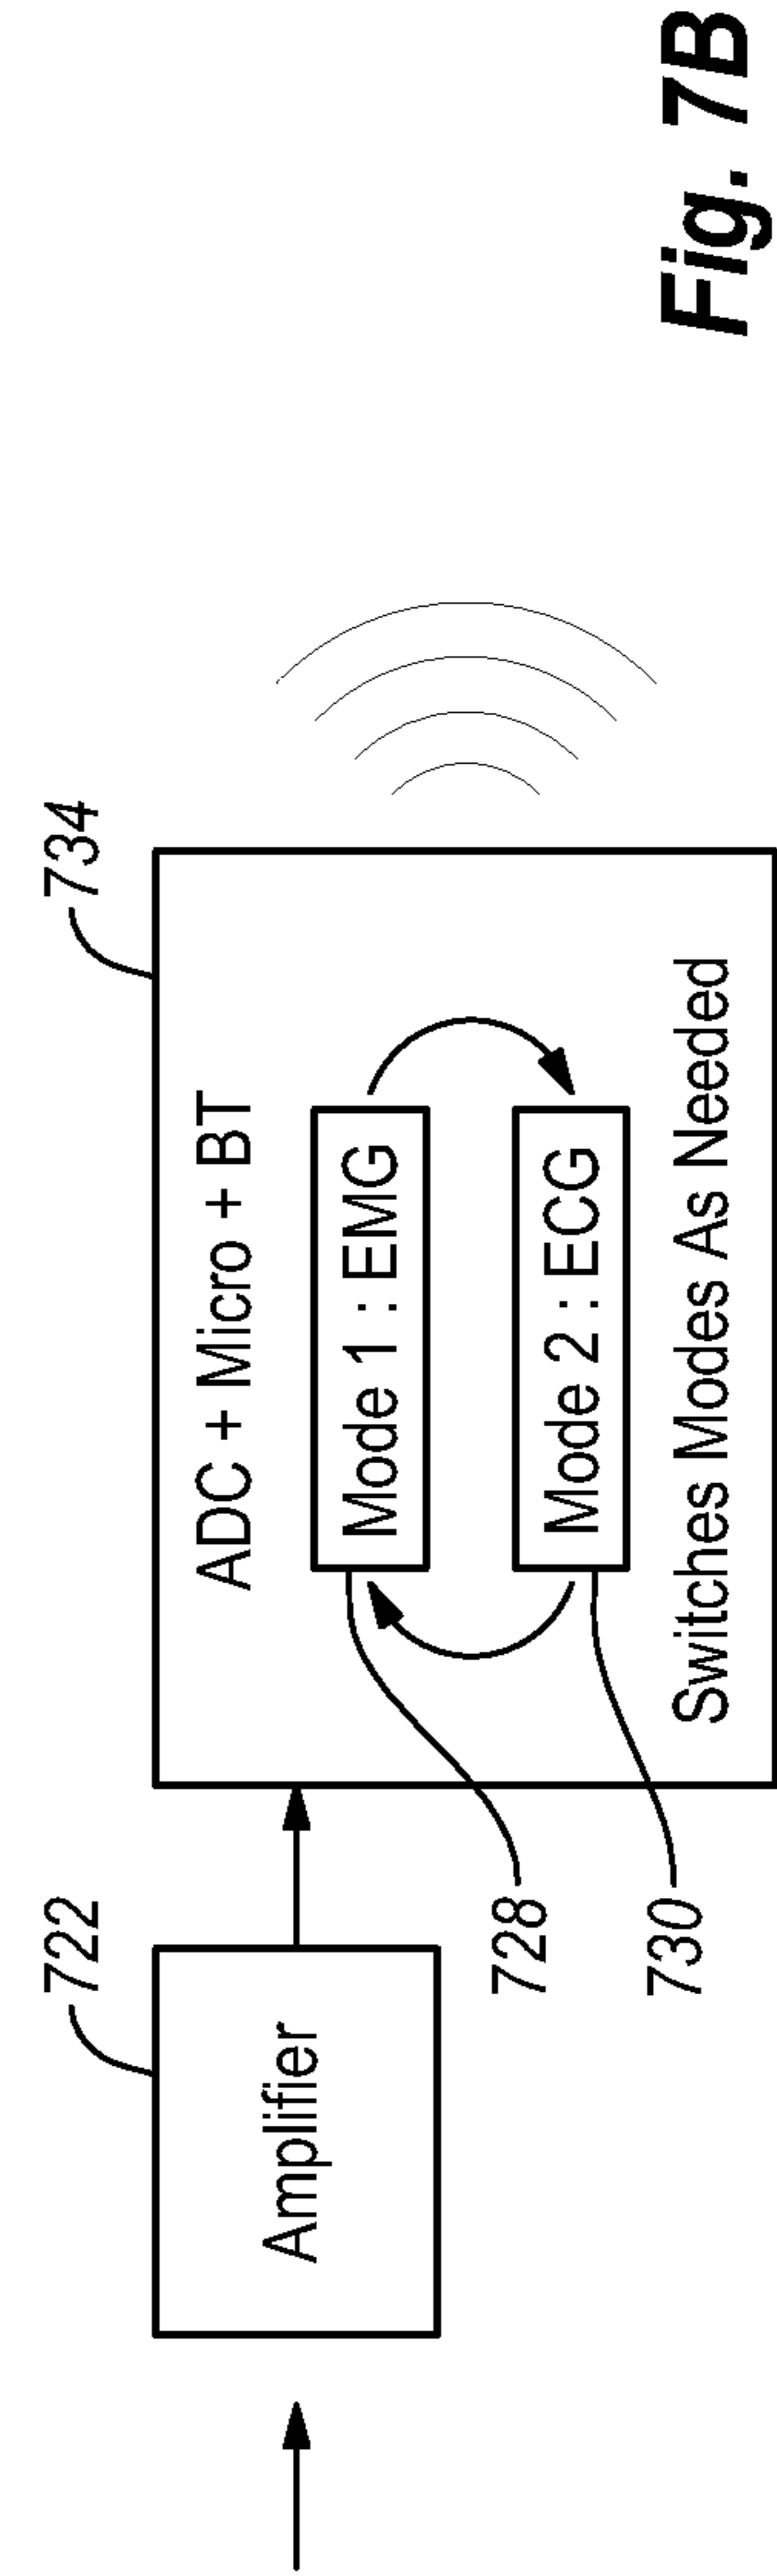 722
734
Amplifier
ADC + Micro + BT
Mode 1 : EMG
Mode 2 : ECG
Switches Modes As Needed
728
730
Fig. 7B